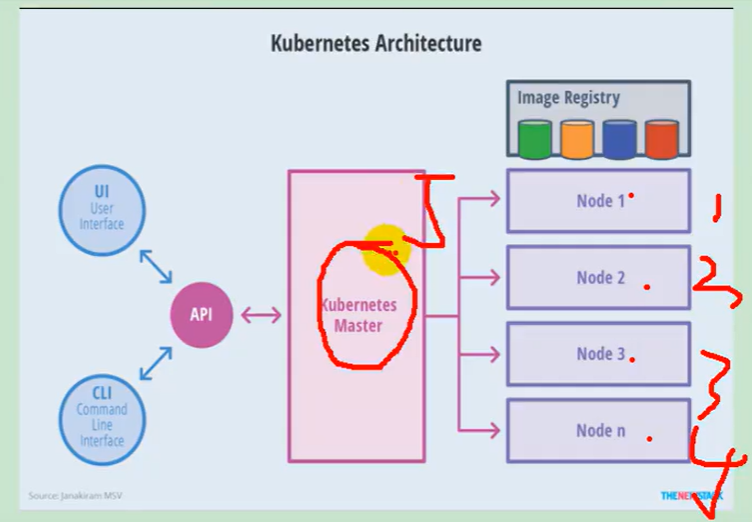 Kubernetes Architecture
Image Registry
UI
User
Interface
API
CLI
Command
Line
Interface
Kubernetes
Master
Node 1
1
Node 2
2
Node 3
3
Node n
4
Source: Janakiram MSV
THENEWSTACK